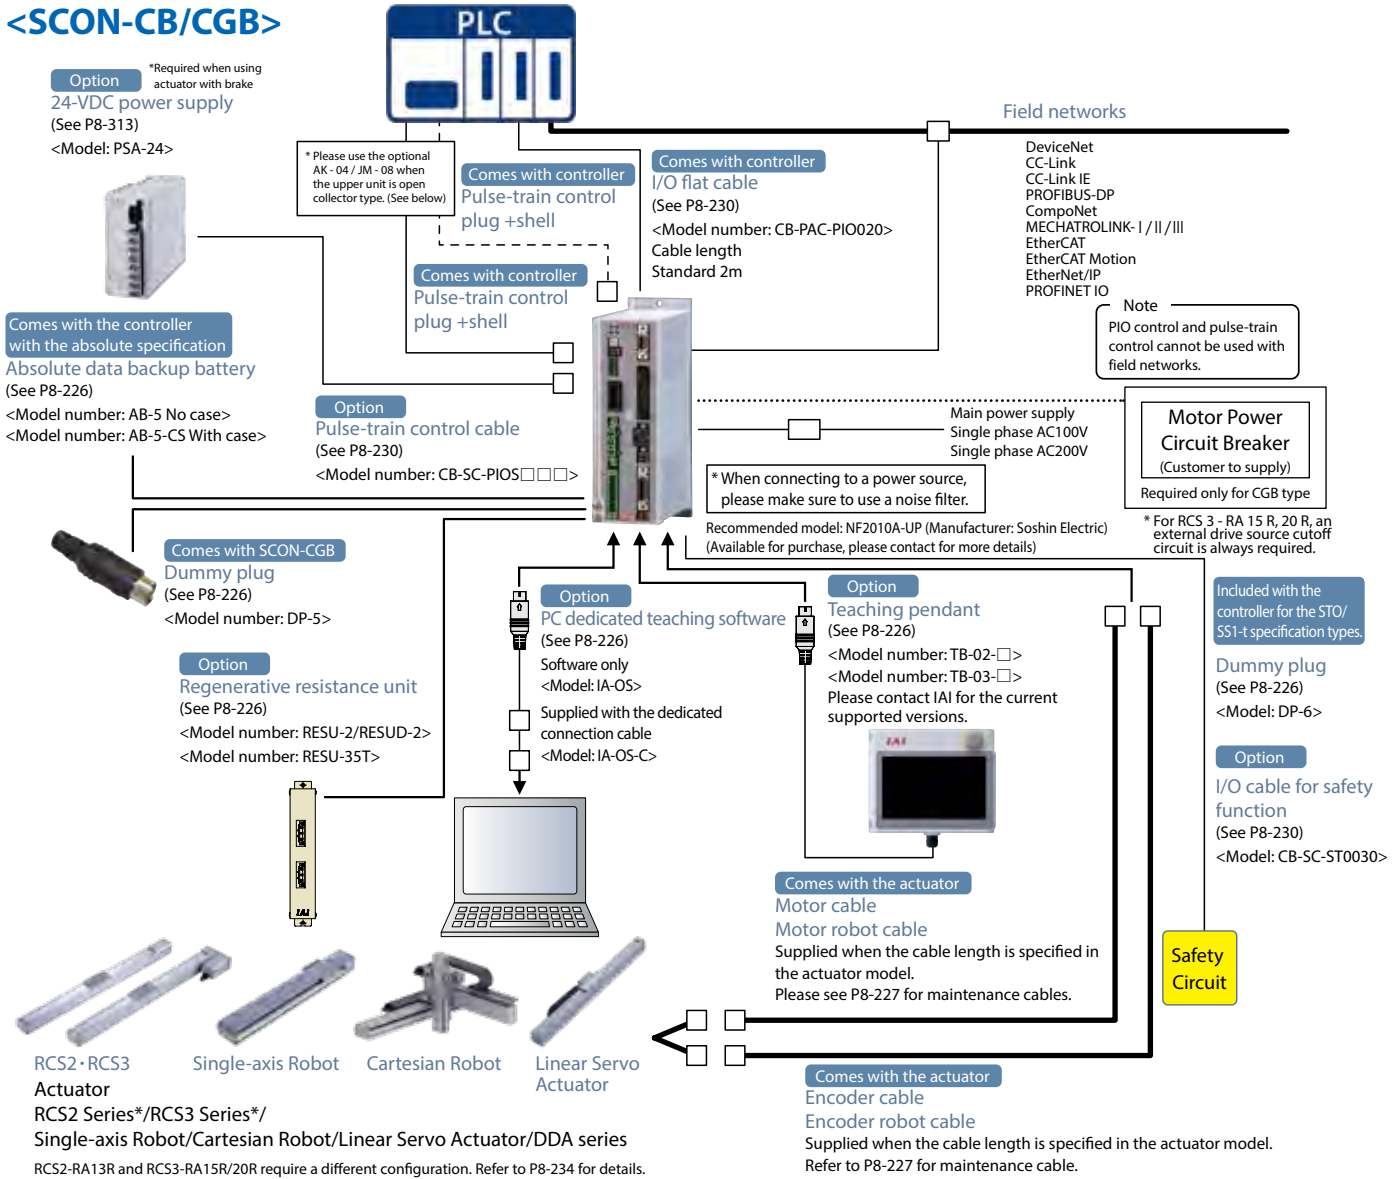 <SCON-CB/CGB>
PLC
Option
*Required when using
actuator with brake
24-VDC power supply
(See P8-313)
<Model: PSA-24>
* Please use the optional
AK - 04 / JM - 08 when
the upper unit is open
collector type. (See below)
Comes with controller
Pulse-train control
plug +shell
Comes with controller
Pulse-train control
plug +shell
Comes with controller
I/O flat cable
(See P8-230)
<Model number: CB-PAC-PIO020>
Cable length
Standard 2m
Field networks
DeviceNet
CC-Link
CC-Link IE
PROFIBUS-DP
CompoNet
MECHATROLINK- I / II / III
EtherCAT
EtherCAT Motion
EtherNet/IP
PROFINET IO
Note
PIO control and pulse-train
control cannot be used with
field networks.
Comes with the controller
with the absolute specification
Absolute data backup battery
(See P8-226)
<Model number: AB-5 No case>
<Model number: AB-5-CS With case>
Option
Pulse-train control cable
(See P8-230)
<Model number: CB-SC-PIOS□□□>
Main power supply
Single phase AC100V
Single phase AC200V
Motor Power
Circuit Breaker
(Customer to supply)
Required only for CGB type
* For RCS 3 - RA 15 R, 20 R, an
external drive source cutoff
circuit is always required.
* When connecting to a power source,
please make sure to use a noise filter.
Recommended model: NF2010A-UP (Manufacturer: Soshin Electric)
(Available for purchase, please contact for more details)
Comes with SCON-CGB
Dummy plug
(See P8-226)
<Model number: DP-5>
Option
Regenerative resistance unit
(See P8-226)
<Model number: RESU-2/RESUD-2>
<Model number: RESU-35T>
Option
PC dedicated teaching software
(See P8-226)
Software only
<Model: IA-OS>
Supplied with the dedicated
connection cable
<Model: IA-OS-C>
Option
Teaching pendant
(See P8-226)
<Model number: TB-02-□>
<Model number: TB-03-□>
Please contact IAI for the current
supported versions.
IAI
Included with the
controller for the STO/
SS1-t specification types.
Dummy plug
(See P8-226)
<Model: DP-6>
Option
I/O cable for safety
function
(See P8-230)
<Model: CB-SC-ST0030>
Safety
Circuit
IAI
Comes with the actuator
Motor cable
Motor robot cable
Supplied when the cable length is specified in
the actuator model.
Please see P8-227 for maintenance cables.
Comes with the actuator
Encoder cable
Encoder robot cable
Supplied when the cable length is specified in the actuator model.
Refer to P8-227 for maintenance cable.
RCS2・RCS3
Single-axis Robot
Cartesian Robot
Linear Servo
Actuator
Actuator
RCS2 Series*/RCS3 Series*/
Single-axis Robot/Cartesian Robot/Linear Servo Actuator/DDA series
RCS2-RA13R and RCS3-RA15R/20R require a different configuration. Refer to P8-234 for details.